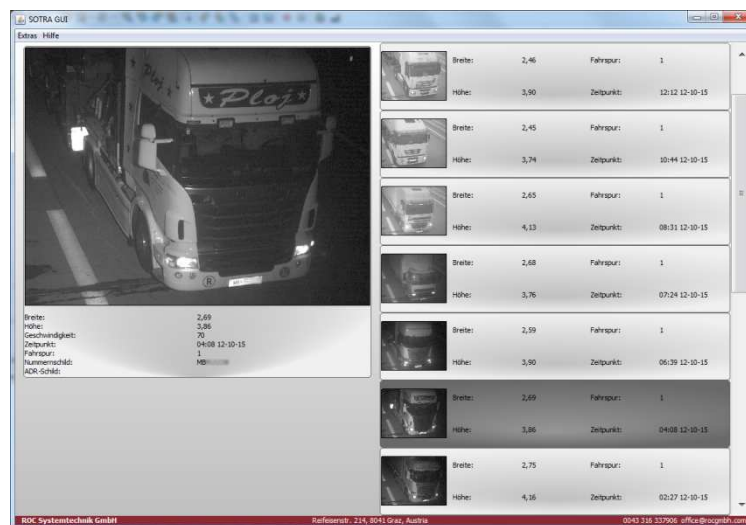 SOTRA GUI
Extras Hilfe
★ Ploj ★
R
Breite: 2,69
Höhe: 3,86
Geschwindigkeit: 70
Zeitpunkt: 04:08 12-10-15
Fahrspur: 1
Nummernschild: MB
ADR-Schild:
Breite: 2,46 Fahrspur: 1
Höhe: 3,90 Zeitpunkt: 12:12 12-10-15
Breite: 2,45 Fahrspur: 1
Höhe: 3,74 Zeitpunkt: 10:44 12-10-15
Breite: 2,65 Fahrspur: 1
Höhe: 4,13 Zeitpunkt: 08:31 12-10-15
Breite: 2,68 Fahrspur: 1
Höhe: 3,76 Zeitpunkt: 07:24 12-10-15
Breite: 2,59 Fahrspur: 1
Höhe: 3,90 Zeitpunkt: 06:39 12-10-15
Breite: 2,69 Fahrspur: 1
Höhe: 3,86 Zeitpunkt: 04:08 12-10-15
Breite: 2,75 Fahrspur: 1
Höhe: 4,16 Zeitpunkt: 02:27 12-10-15
ROC Systemtechnik GmbH Reifeisenstr. 214, 8041 Graz, Austria 0043 316 337906 office@rocgmbh.com